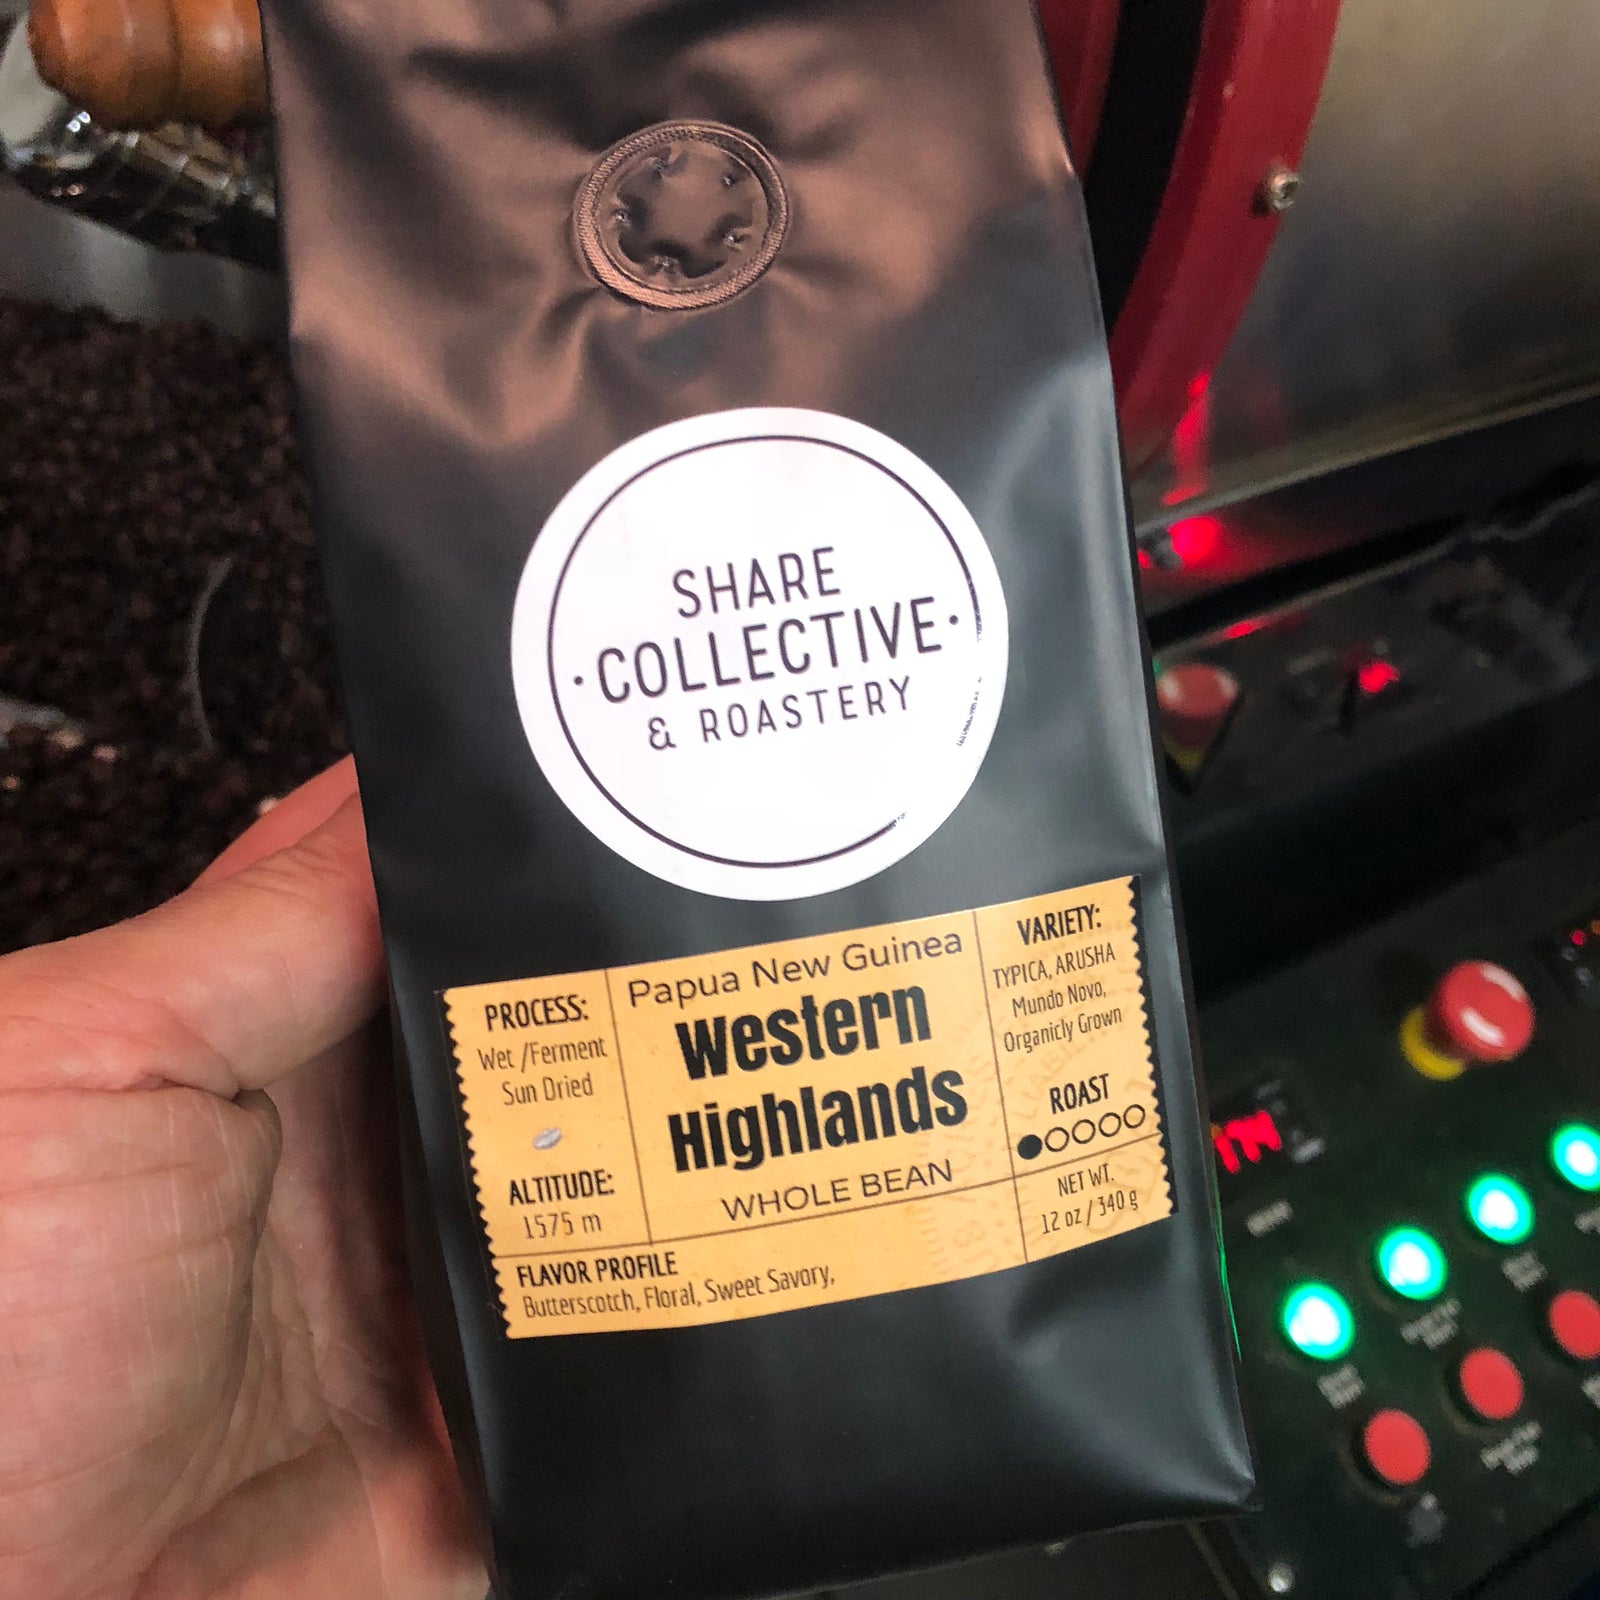 SHARE
·COLLECTIVE·
& ROASTERY
PROCESS:
Wet /Ferment
Sun Dried
ALTITUDE:
1575 m
Papua New Guinea
Western
Highlands
WHOLE BEAN
VARIETY:
TYPICA, ARUSHA
Mundo Novo,
Organicly Grown
ROAST
NET WT.
12 oz / 340 g
FLAVOR PROFILE
Butterscotch, Floral, Sweet Savory,
174